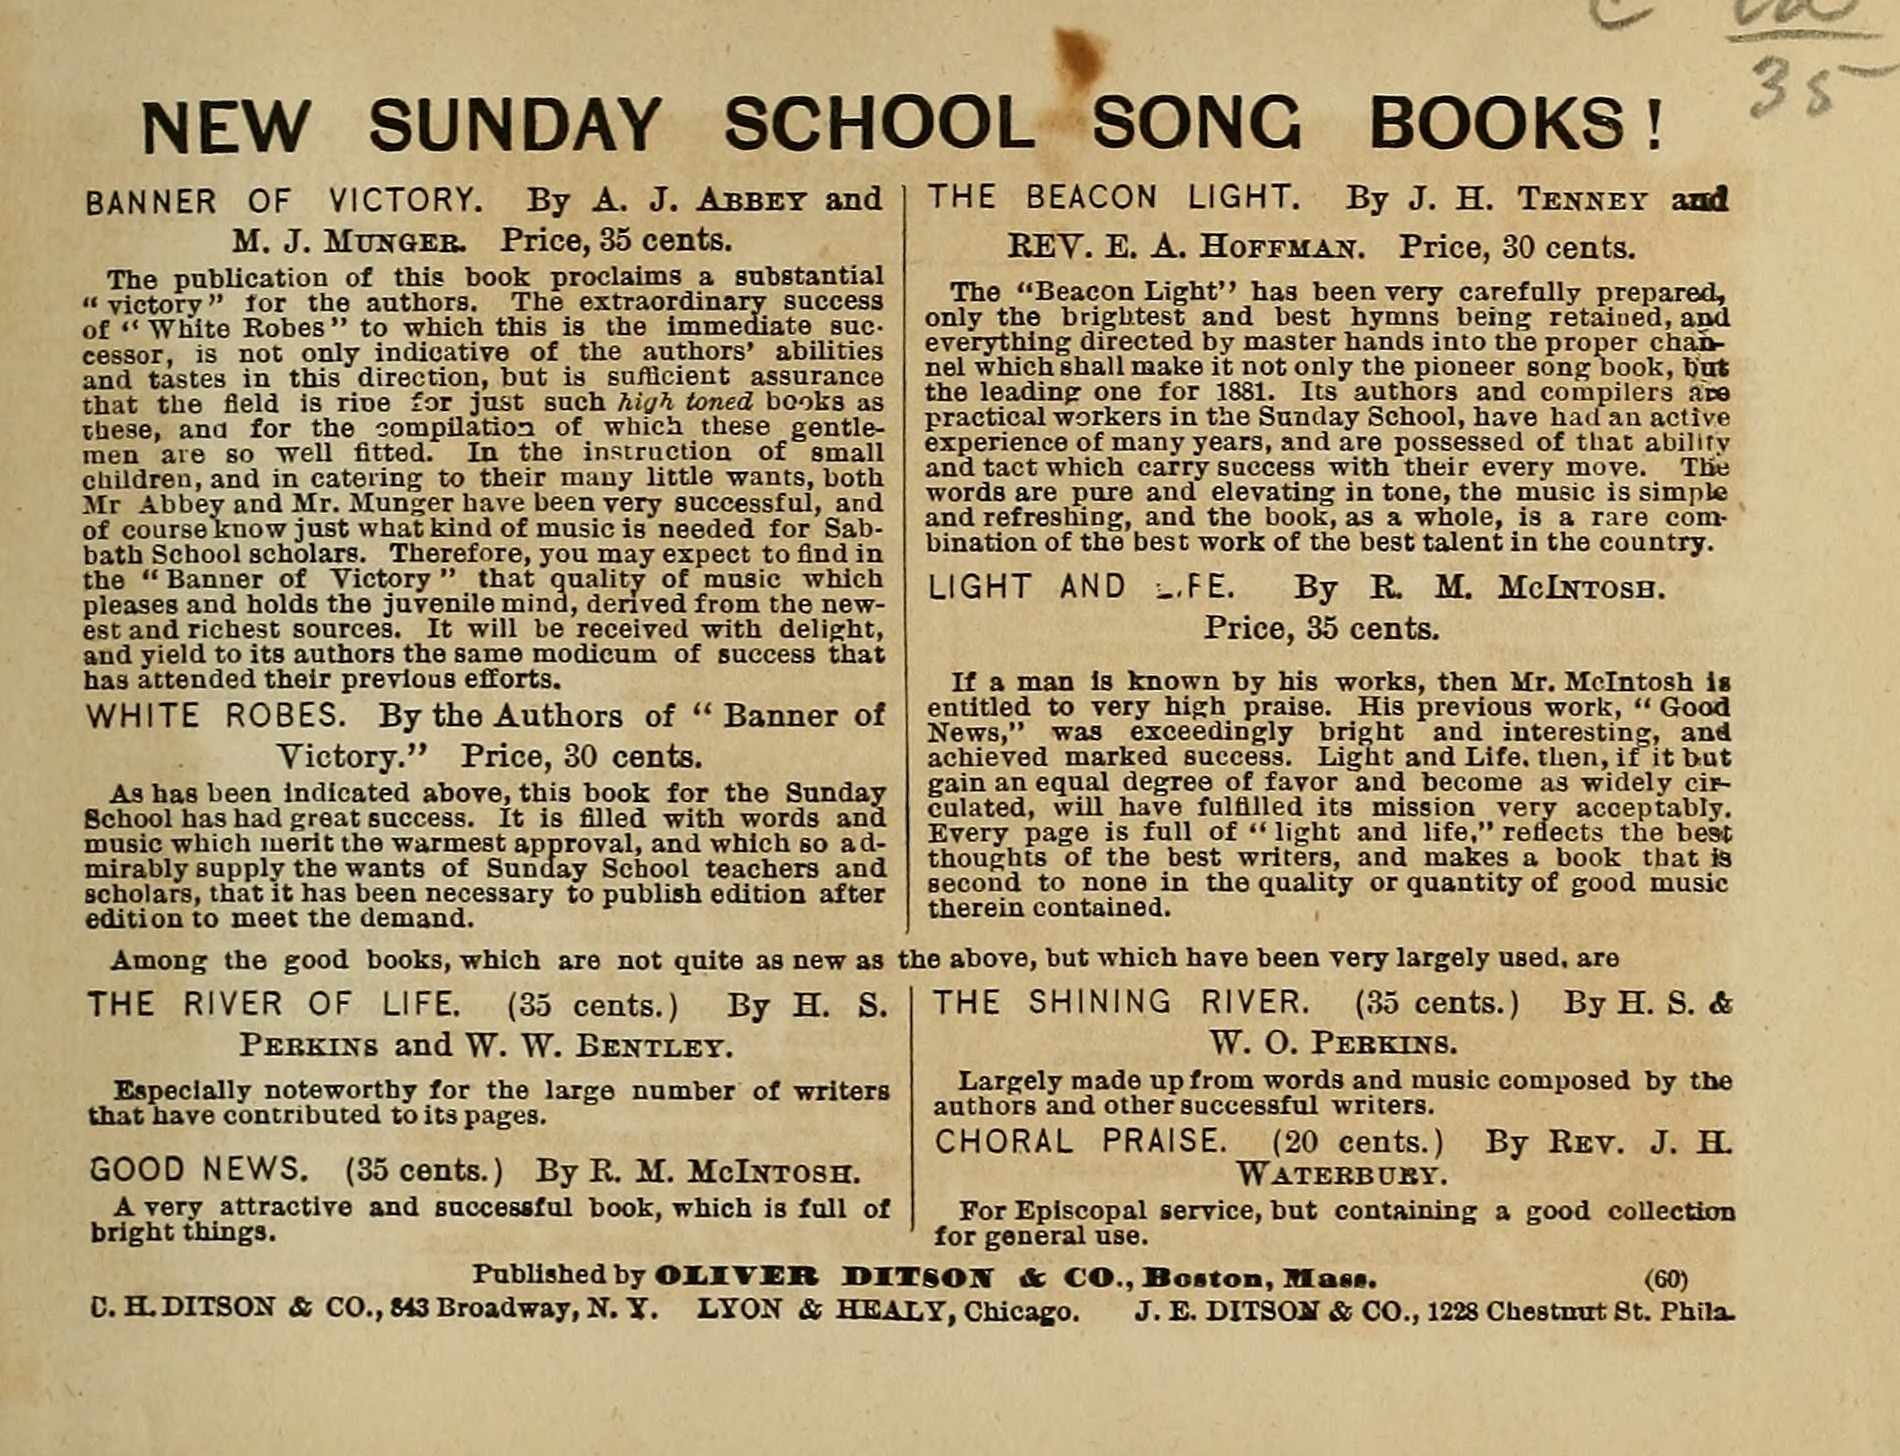 35
NEW SUNDAY SCHOOL SONG BOOKS!
BANNER OF VICTORY. By A. J. ABBEY and
M. J. MUNGER. Price, 35 cents.
The publication of this book proclaims a substantial
“victory” for the authors. The extraordinary success
of “White Robes” to which this is the immediate suc-
cessor, is not only indicative of the authors’ abilities
and tastes in this direction, but is sufficient assurance
that the field is ripe for just such high toned books as
these, and for the compilation of which these gentle-
men are so well fitted. In the instruction of small
children, and in catering to their many little wants, both
Mr Abbey and Mr. Munger have been very successful, and
of course know just what kind of music is needed for Sab-
bath School scholars. Therefore, you may expect to find in
the “Banner of Victory” that quality of music which
pleases and holds the juvenile mind, derived from the new-
est and richest sources. It will be received with delight,
and yield to its authors the same modicum of success that
has attended their previous efforts.
WHITE ROBES. By the Authors of “Banner of
Victory.” Price, 30 cents.
As has been indicated above, this book for the Sunday
School has had great success. It is filled with words and
music which merit the warmest approval, and which so ad-
mirably supply the wants of Sunday School teachers and
scholars, that it has been necessary to publish edition after
edition to meet the demand.
THE BEACON LIGHT. By J. H. TENNEY and
REV. E. A. HOFFMAN. Price, 30 cents.
The “Beacon Light” has been very carefully prepared,
only the brightest and best hymns being retained, and
everything directed by master hands into the proper chan-
nel which shall make it not only the pioneer song book, but
the leading one for 1881. Its authors and compilers are
practical workers in the Sunday School, have had an active
experience of many years, and are possessed of that ability
and tact which carry success with their every move. The
words are pure and elevating in tone, the music is simple
and refreshing, and the book, as a whole, is a rare com-
bination of the best work of the best talent in the country.
LIGHT AND LIFE. By R. M. MCINTOSH.
Price, 35 cents.
If a man is known by his works, then Mr. McIntosh is
entitled to very high praise. His previous work, “Good
News,” was exceedingly bright and interesting, and
achieved marked success. Light and Life, then, if it but
gain an equal degree of favor and become as widely cir-
culated, will have fulfilled its mission very acceptably.
Every page is full of “light and life,” reflects the best
thoughts of the best writers, and makes a book that is
second to none in the quality or quantity of good music
therein contained.
Among the good books, which are not quite as new as the above, but which have been very largely used, are
THE RIVER OF LIFE. (35 cents.) By H. S.
PERKINS and W. W. BENTLEY.
Especially noteworthy for the large number of writers
that have contributed to its pages.
GOOD NEWS. (35 cents.) By R. M. MCINTOSH.
A very attractive and successful book, which is full of
bright things.
THE SHINING RIVER. (35 cents.) By H. S. &
W. O. PERKINS.
Largely made up from words and music composed by the
authors and other successful writers.
CHORAL PRAISE. (20 cents.) By REV. J. H.
WATERBURY.
For Episcopal service, but containing a good collection
for general use.
Published by OLIVER DITSON & CO., Boston, Mass. (60)
C. H. DITSON & CO., 843 Broadway, N. Y. LYON & HEALY, Chicago. J. E. DITSON & CO., 1228 Chestnut St. Phila.